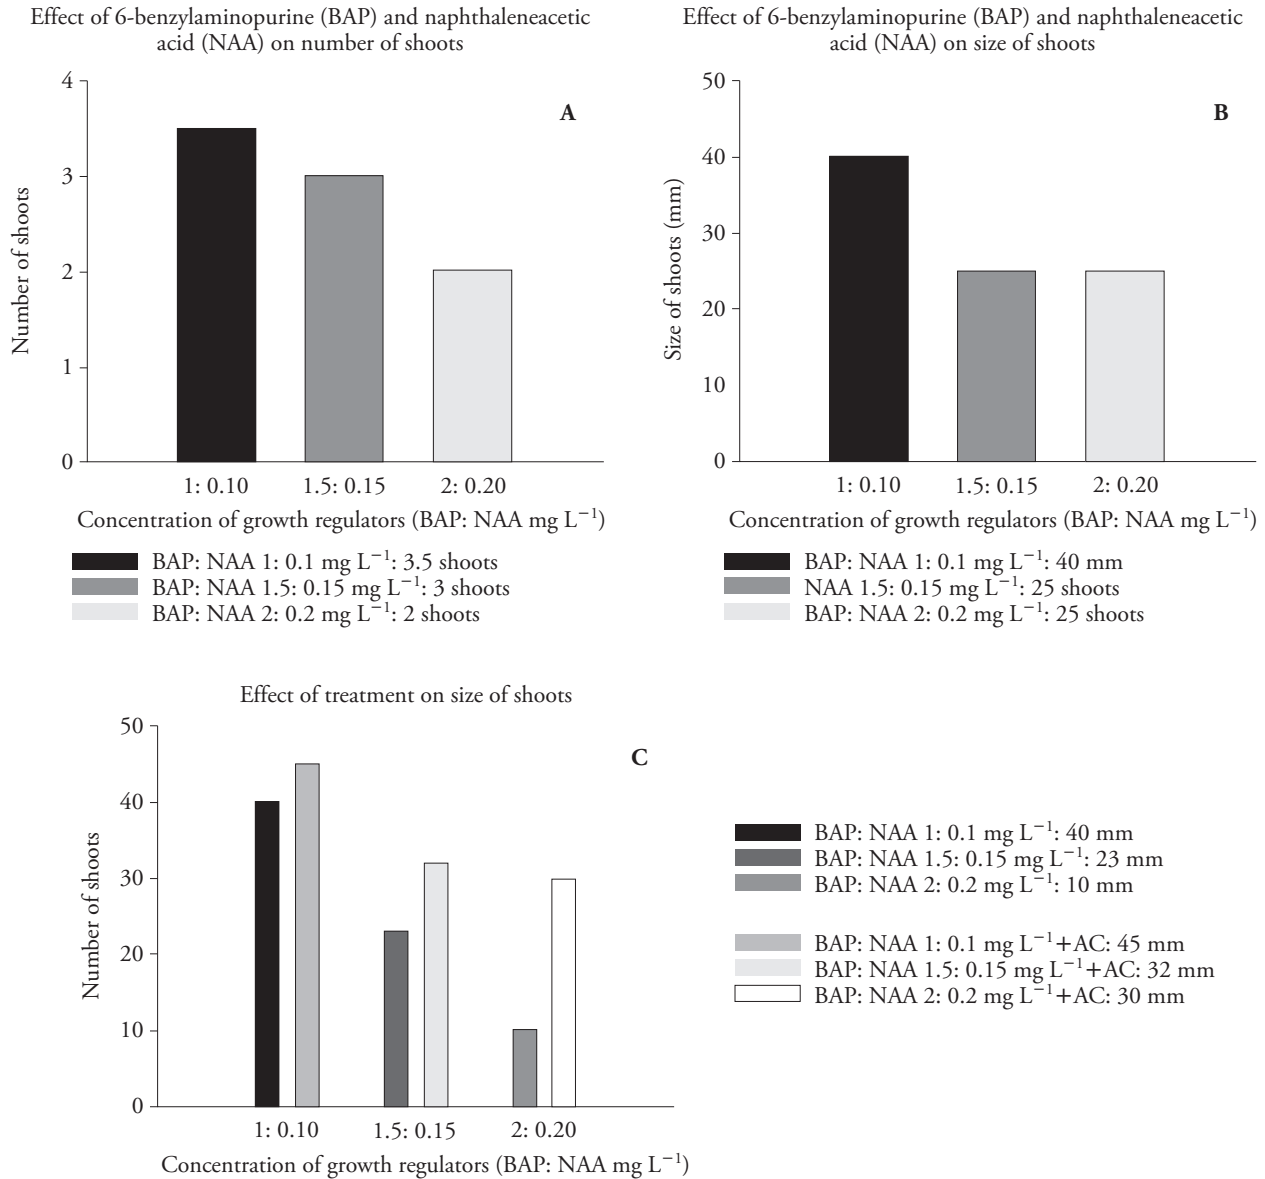 Effect of 6-benzylaminopurine (BAP) and naphthaleneacetic
acid (NAA) on number of shoots
A
Number of shoots
4
3
2
1
0
1: 0.10 1.5: 0.15 2: 0.20
Concentration of growth regulators (BAP: NAA mg L⁻¹)
BAP: NAA 1: 0.1 mg L⁻¹: 3.5 shoots
BAP: NAA 1.5: 0.15 mg L⁻¹: 3 shoots
BAP: NAA 2: 0.2 mg L⁻¹: 2 shoots
Effect of 6-benzylaminopurine (BAP) and naphthaleneacetic
acid (NAA) on size of shoots
B
Size of shoots (mm)
50
40
30
20
10
0
1: 0.10 1.5: 0.15 2: 0.20
Concentration of growth regulators (BAP: NAA mg L⁻¹)
BAP: NAA 1: 0.1 mg L⁻¹: 40 mm
NAA 1.5: 0.15 mg L⁻¹: 25 shoots
BAP: NAA 2: 0.2 mg L⁻¹: 25 shoots
Effect of treatment on size of shoots
C
Number of shoots
50
40
30
20
10
0
1: 0.10 1.5: 0.15 2: 0.20
Concentration of growth regulators (BAP: NAA mg L⁻¹)
BAP: NAA 1: 0.1 mg L⁻¹: 40 mm
BAP: NAA 1.5: 0.15 mg L⁻¹: 23 mm
BAP: NAA 2: 0.2 mg L⁻¹: 10 mm
BAP: NAA 1: 0.1 mg L⁻¹+AC: 45 mm
BAP: NAA 1.5: 0.15 mg L⁻¹+AC: 32 mm
BAP: NAA 2: 0.2 mg L⁻¹+AC: 30 mm